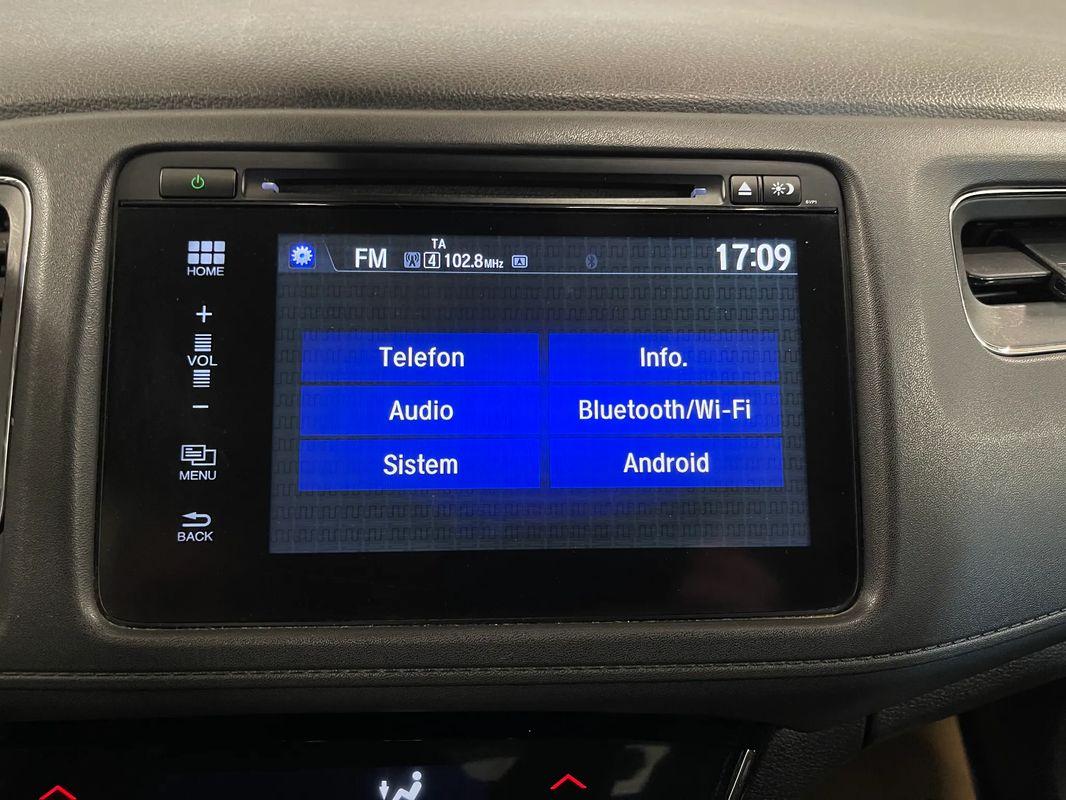 HOME
+
VOL
−
MENU
BACK
TA
FM 4 102.8MHz 17:09
Telefon Info.
Audio Bluetooth/Wi-Fi
Sistem Android